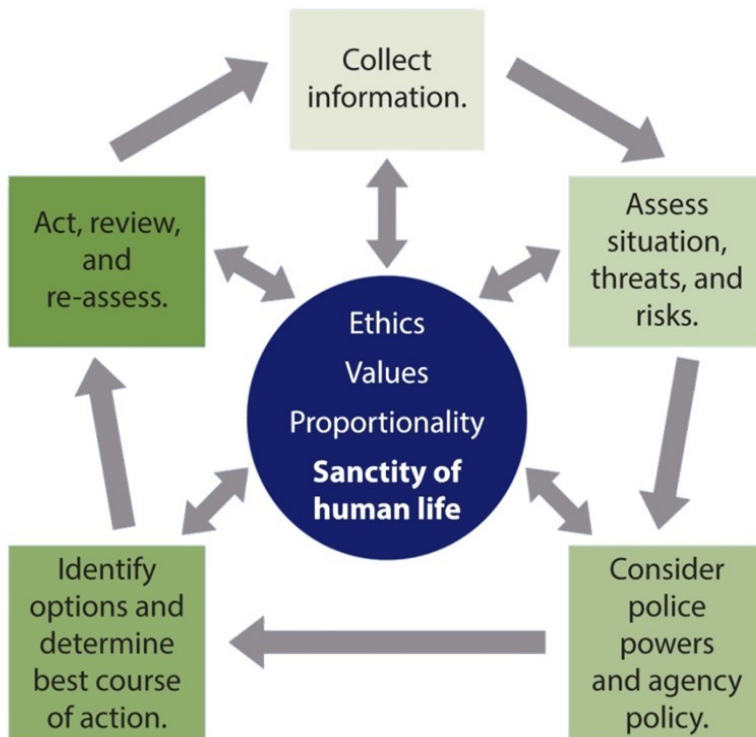 Collect
information.
Assess
situation,
threats, and
risks.
Consider
police
powers
and agency
policy.
Identify
options and
determine
best course
of action.
Act, review,
and
re-assess.
Ethics
Values
Proportionality
Sanctity of
human life